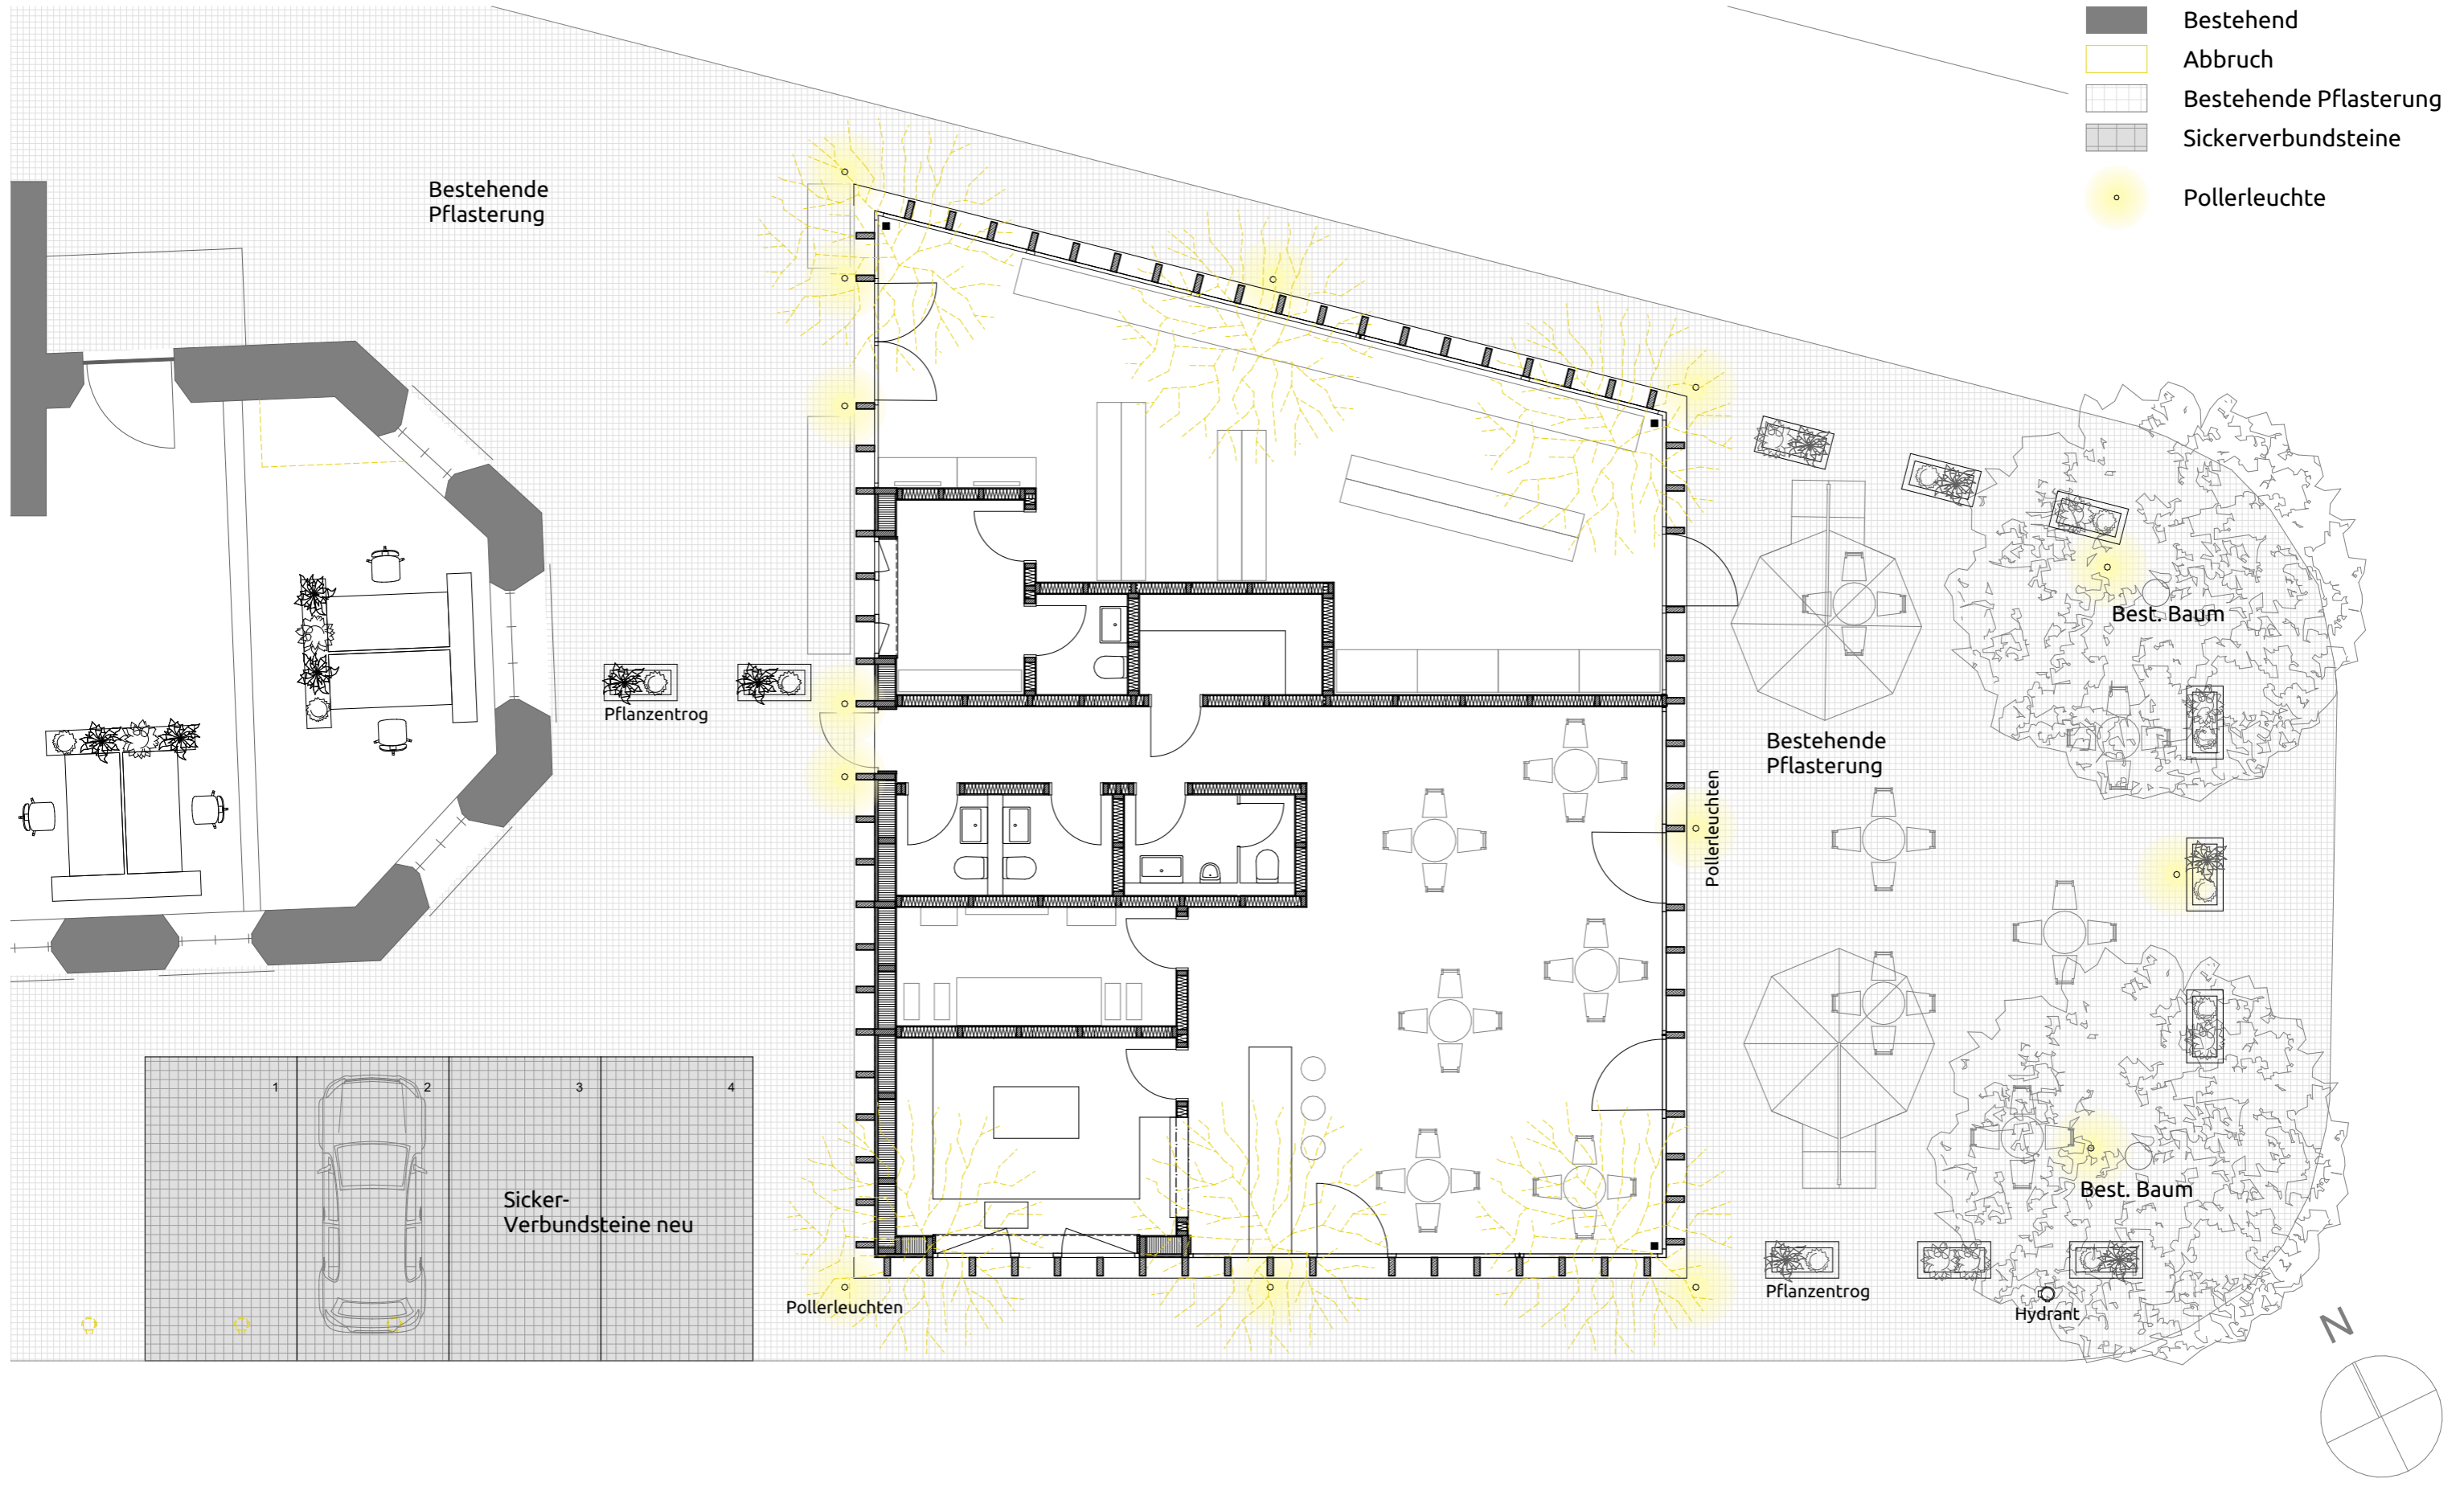 Bestehend
Abbruch
Bestehende Pflasterung
Sickerverbundsteine
Pollerleuchte
Bestehende
Pflasterung
Best. Baum
Pflanzentrog
Bestehende
Pflasterung
Pollerleuchten
1
2
3
4
Sicker-
Verbundsteine neu
Best. Baum
Pollerleuchten
Pflanzentrog
Hydrant
N